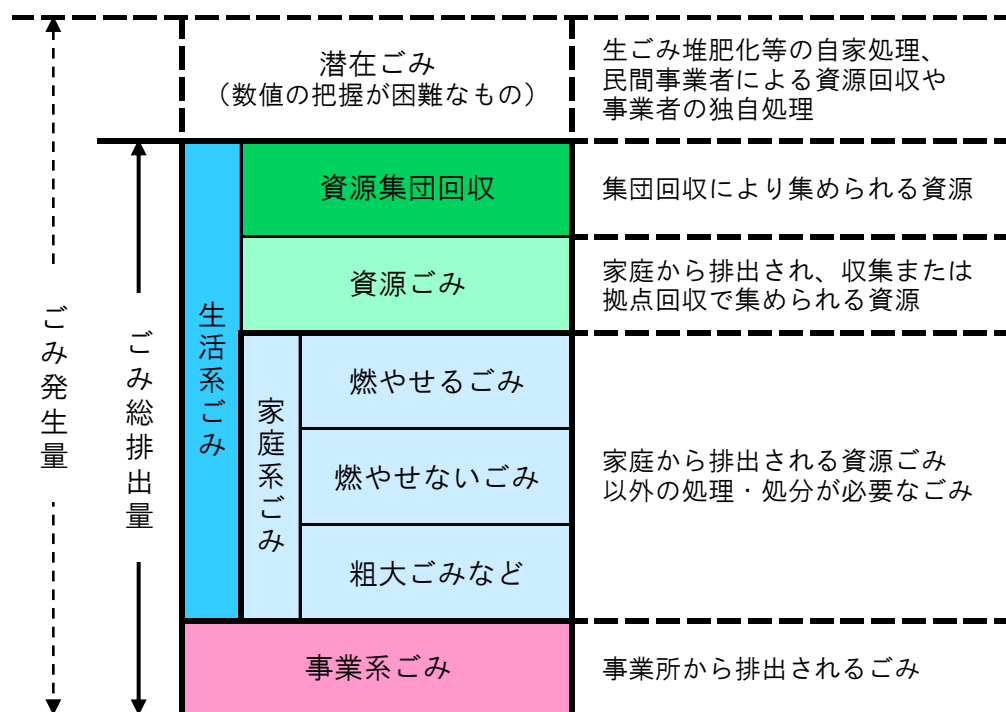 潜在ごみ
(数値の把握が困難なもの)
生ごみ堆肥化等の自家処理、
民間事業者による資源回収や
事業者の独自処理
資源集団回収
集団回収により集められる資源
資源ごみ
家庭から排出され、収集または
拠点回収で集められる資源
ごみ発生量
ごみ総排出量
生活系ごみ
家庭系ごみ
燃やせるごみ
燃やせないごみ
粗大ごみなど
家庭から排出される資源ごみ
以外の処理・処分が必要なごみ
事業系ごみ
事業所から排出されるごみ